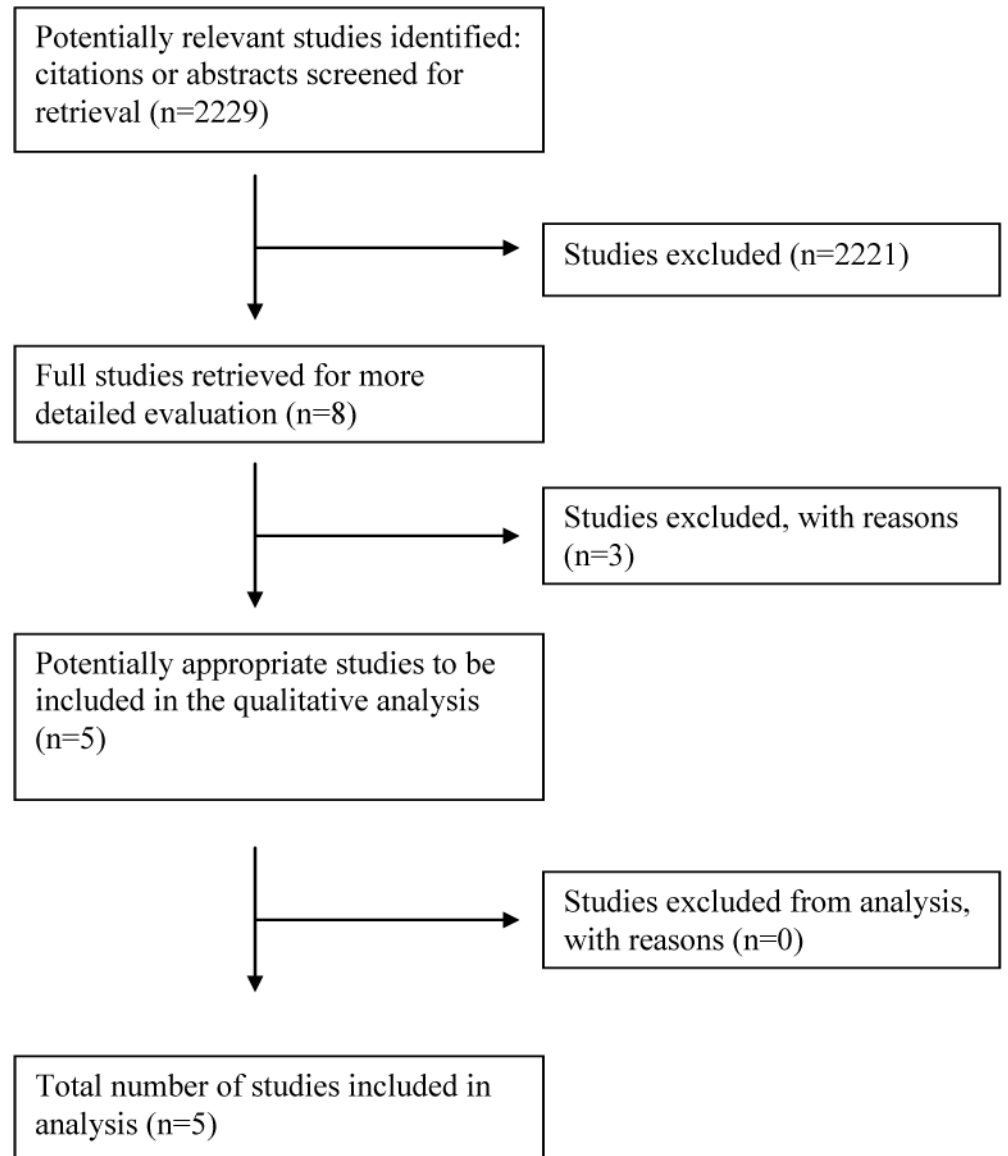 Potentially relevant studies identified:
citations or abstracts screened for
retrieval (n=2229)
Studies excluded (n=2221)
Full studies retrieved for more
detailed evaluation (n=8)
Studies excluded, with reasons
(n=3)
Potentially appropriate studies to be
included in the qualitative analysis
(n=5)
Studies excluded from analysis,
with reasons (n=0)
Total number of studies included in
analysis (n=5)